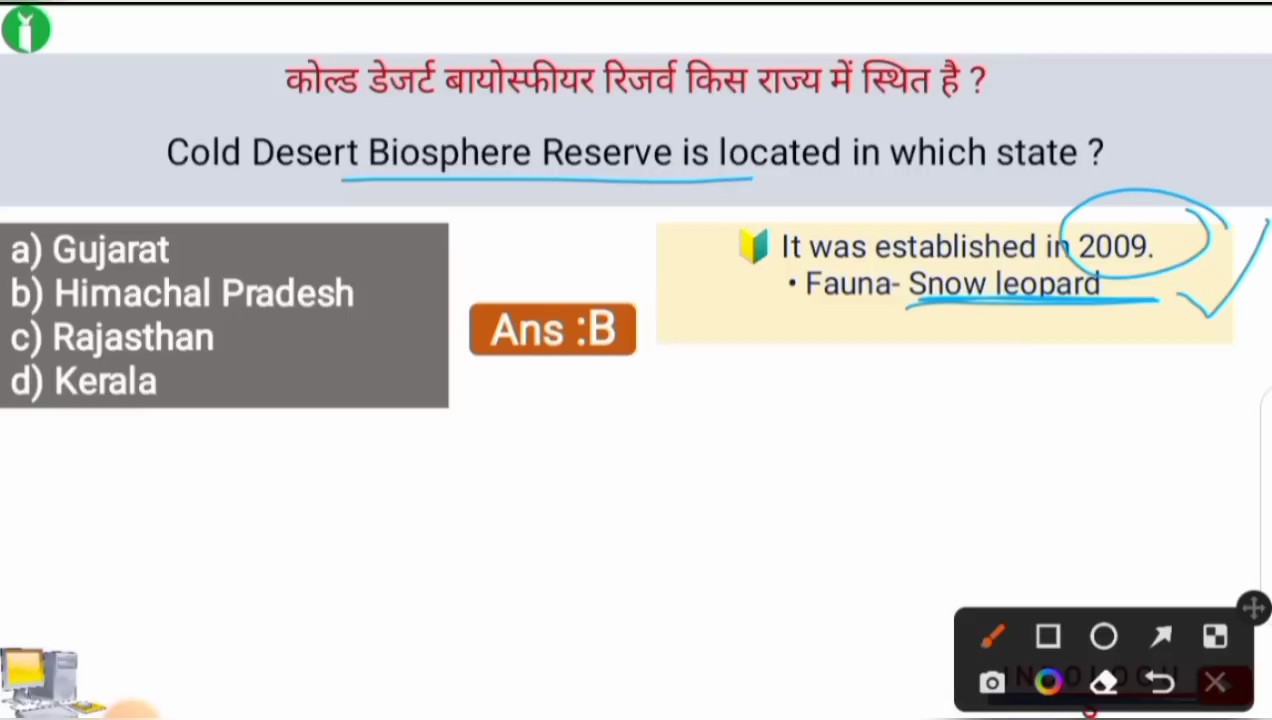 कोल्ड डेजर्ट बायोस्फीयर रिजर्व किस राज्य में स्थित है ?
Cold Desert Biosphere Reserve is located in which state ?
a) Gujarat
b) Himachal Pradesh
c) Rajasthan
d) Kerala
Ans :B
It was established in 2009.
• Fauna- Snow leopard